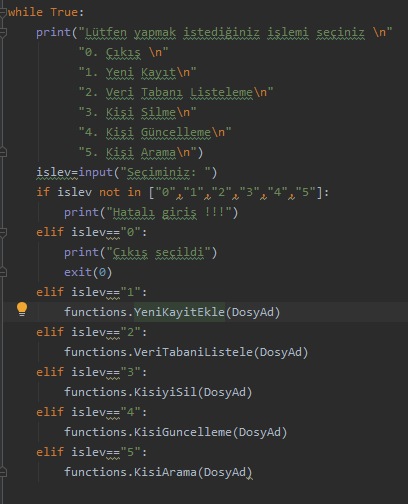 while True:
    print("Lütfen yapmak istediğiniz işlemi seçiniz \n"
          "0. Çıkış \n"
          "1. Yeni Kayıt\n"
          "2. Veri Tabanı Listeleme\n"
          "3. Kişi Silme\n"
          "4. Kişi Güncelleme\n"
          "5. Kişi Arama\n")
    islev=input("Seçiminiz: ")
    if islev not in ["0","1","2","3","4","5"]:
        print("Hatalı giriş !!!")
    elif islev=="0":
        print("Çıkış seçildi")
        exit(0)
    elif islev=="1":
        functions.YeniKayitEkle(DosyAd)
    elif islev=="2":
        functions.VeriTabaniListele(DosyAd)
    elif islev=="3":
        functions.KisiyiSil(DosyAd)
    elif islev=="4":
        functions.KisiGuncelleme(DosyAd)
    elif islev=="5":
        functions.KisiArama(DosyAd)